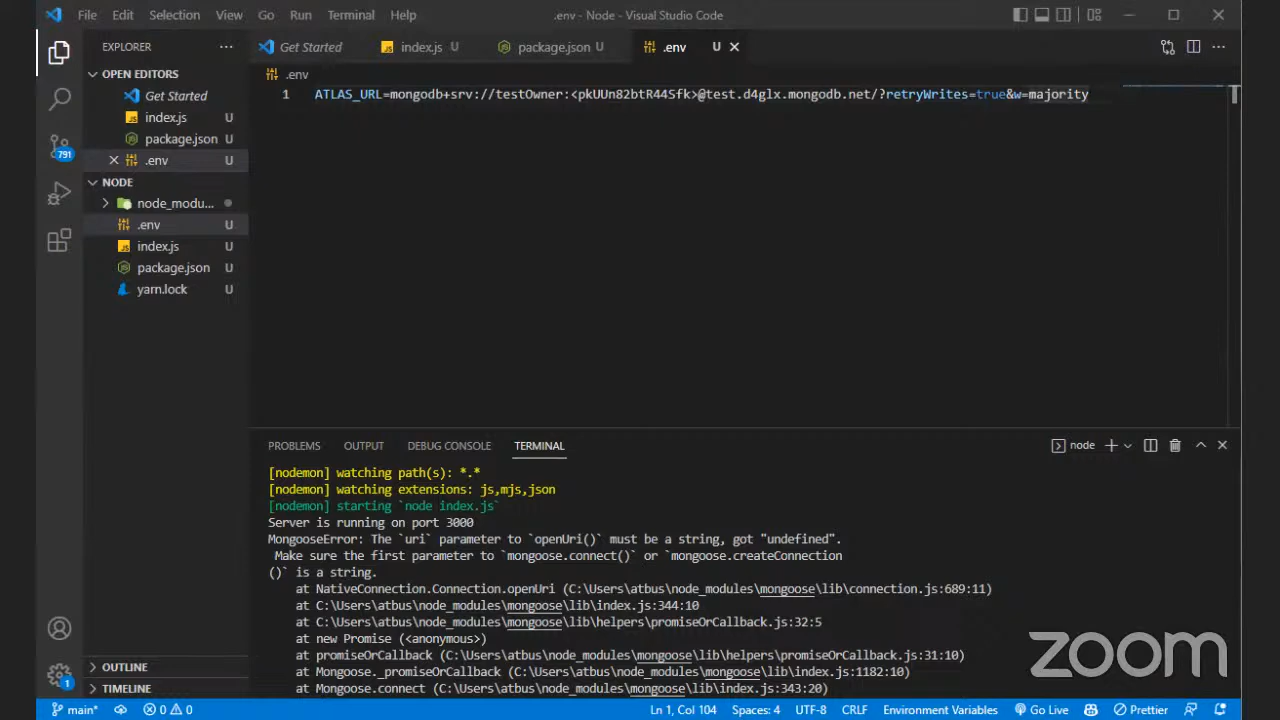 File Edit Selection View Go Run Terminal Help .env - Node - Visual Studio Code
EXPLORER ···
Get Started index.js U package.json U .env U
OPEN EDITORS
.env
Get Started
1 ATLAS_URL=mongodb+srv://testOwner:<pkUUn82btR44Sfk>@test.d4glx.mongodb.net/?retryWrites=true&w=majority
index.js U
package.json U
.env U
791
NODE
node_modu...
.env U
index.js U
package.json U
yarn.lock U
PROBLEMS OUTPUT DEBUG CONSOLE TERMINAL node
[nodemon] watching path(s): *.*
[nodemon] watching extensions: js,mjs,json
[nodemon] starting `node index.js`
Server is running on port 3000
MongooseError: The `uri` parameter to `openUri()` must be a string, got "undefined".
Make sure the first parameter to `mongoose.connect()` or `mongoose.createConnection
()` is a string.
at NativeConnection.Connection.openUri (C:\Users\atbus\node_modules\mongoose\lib\connection.js:689:11)
at C:\Users\atbus\node_modules\mongoose\lib\index.js:344:10
at C:\Users\atbus\node_modules\mongoose\lib\helpers\promiseOrCallback.js:32:5
at new Promise (<anonymous>)
at promiseOrCallback (C:\Users\atbus\node_modules\mongoose\lib\helpers\promiseOrCallback.js:31:10)
at Mongoose._promiseOrCallback (C:\Users\atbus\node_modules\mongoose\lib\index.js:1182:10)
at Mongoose.connect (C:\Users\atbus\node_modules\mongoose\lib\index.js:343:20)
OUTLINE
TIMELINE
1
zoom
main* 0 0 Ln 1, Col 104 Spaces: 4 UTF-8 CRLF Environment Variables Go Live Prettier